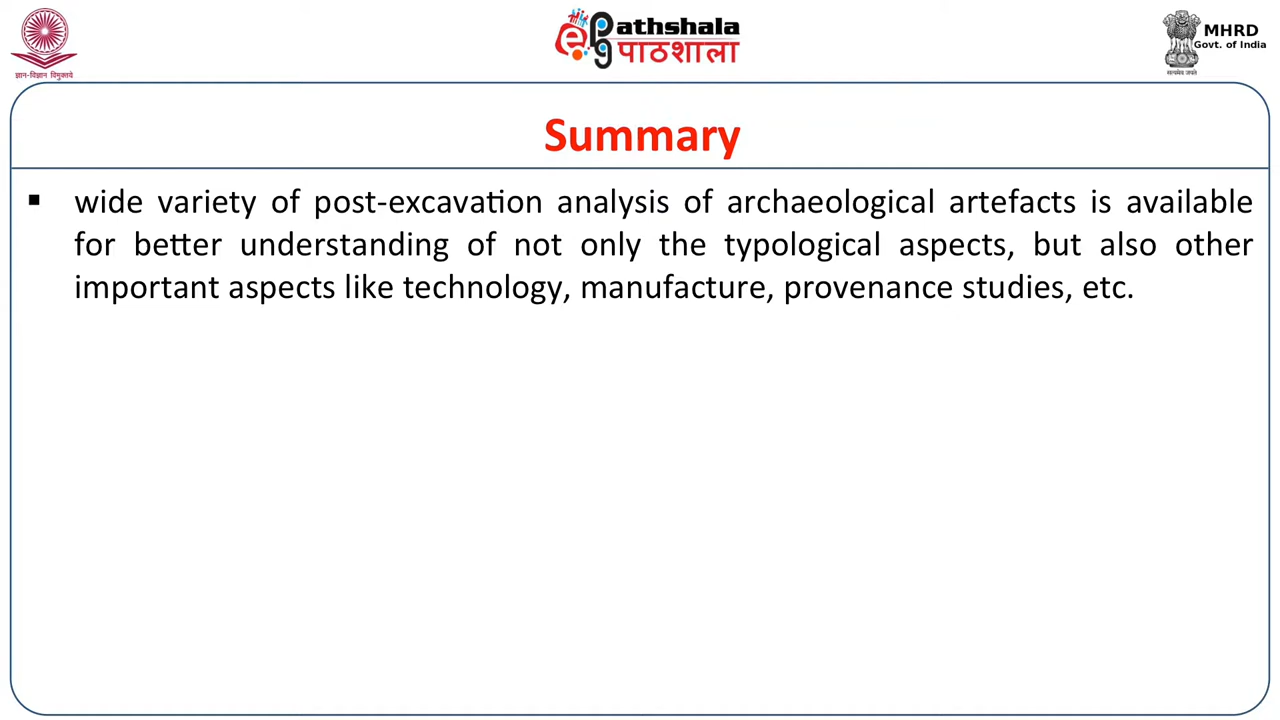 ज्ञान-विज्ञान विमुक्तये
ePG Pathshala
पाठशाला
MHRD
Govt. of India
सत्यमेव जयते
Summary
▪ wide variety of post-excavation analysis of archaeological artefacts is available
for better understanding of not only the typological aspects, but also other
important aspects like technology, manufacture, provenance studies, etc.